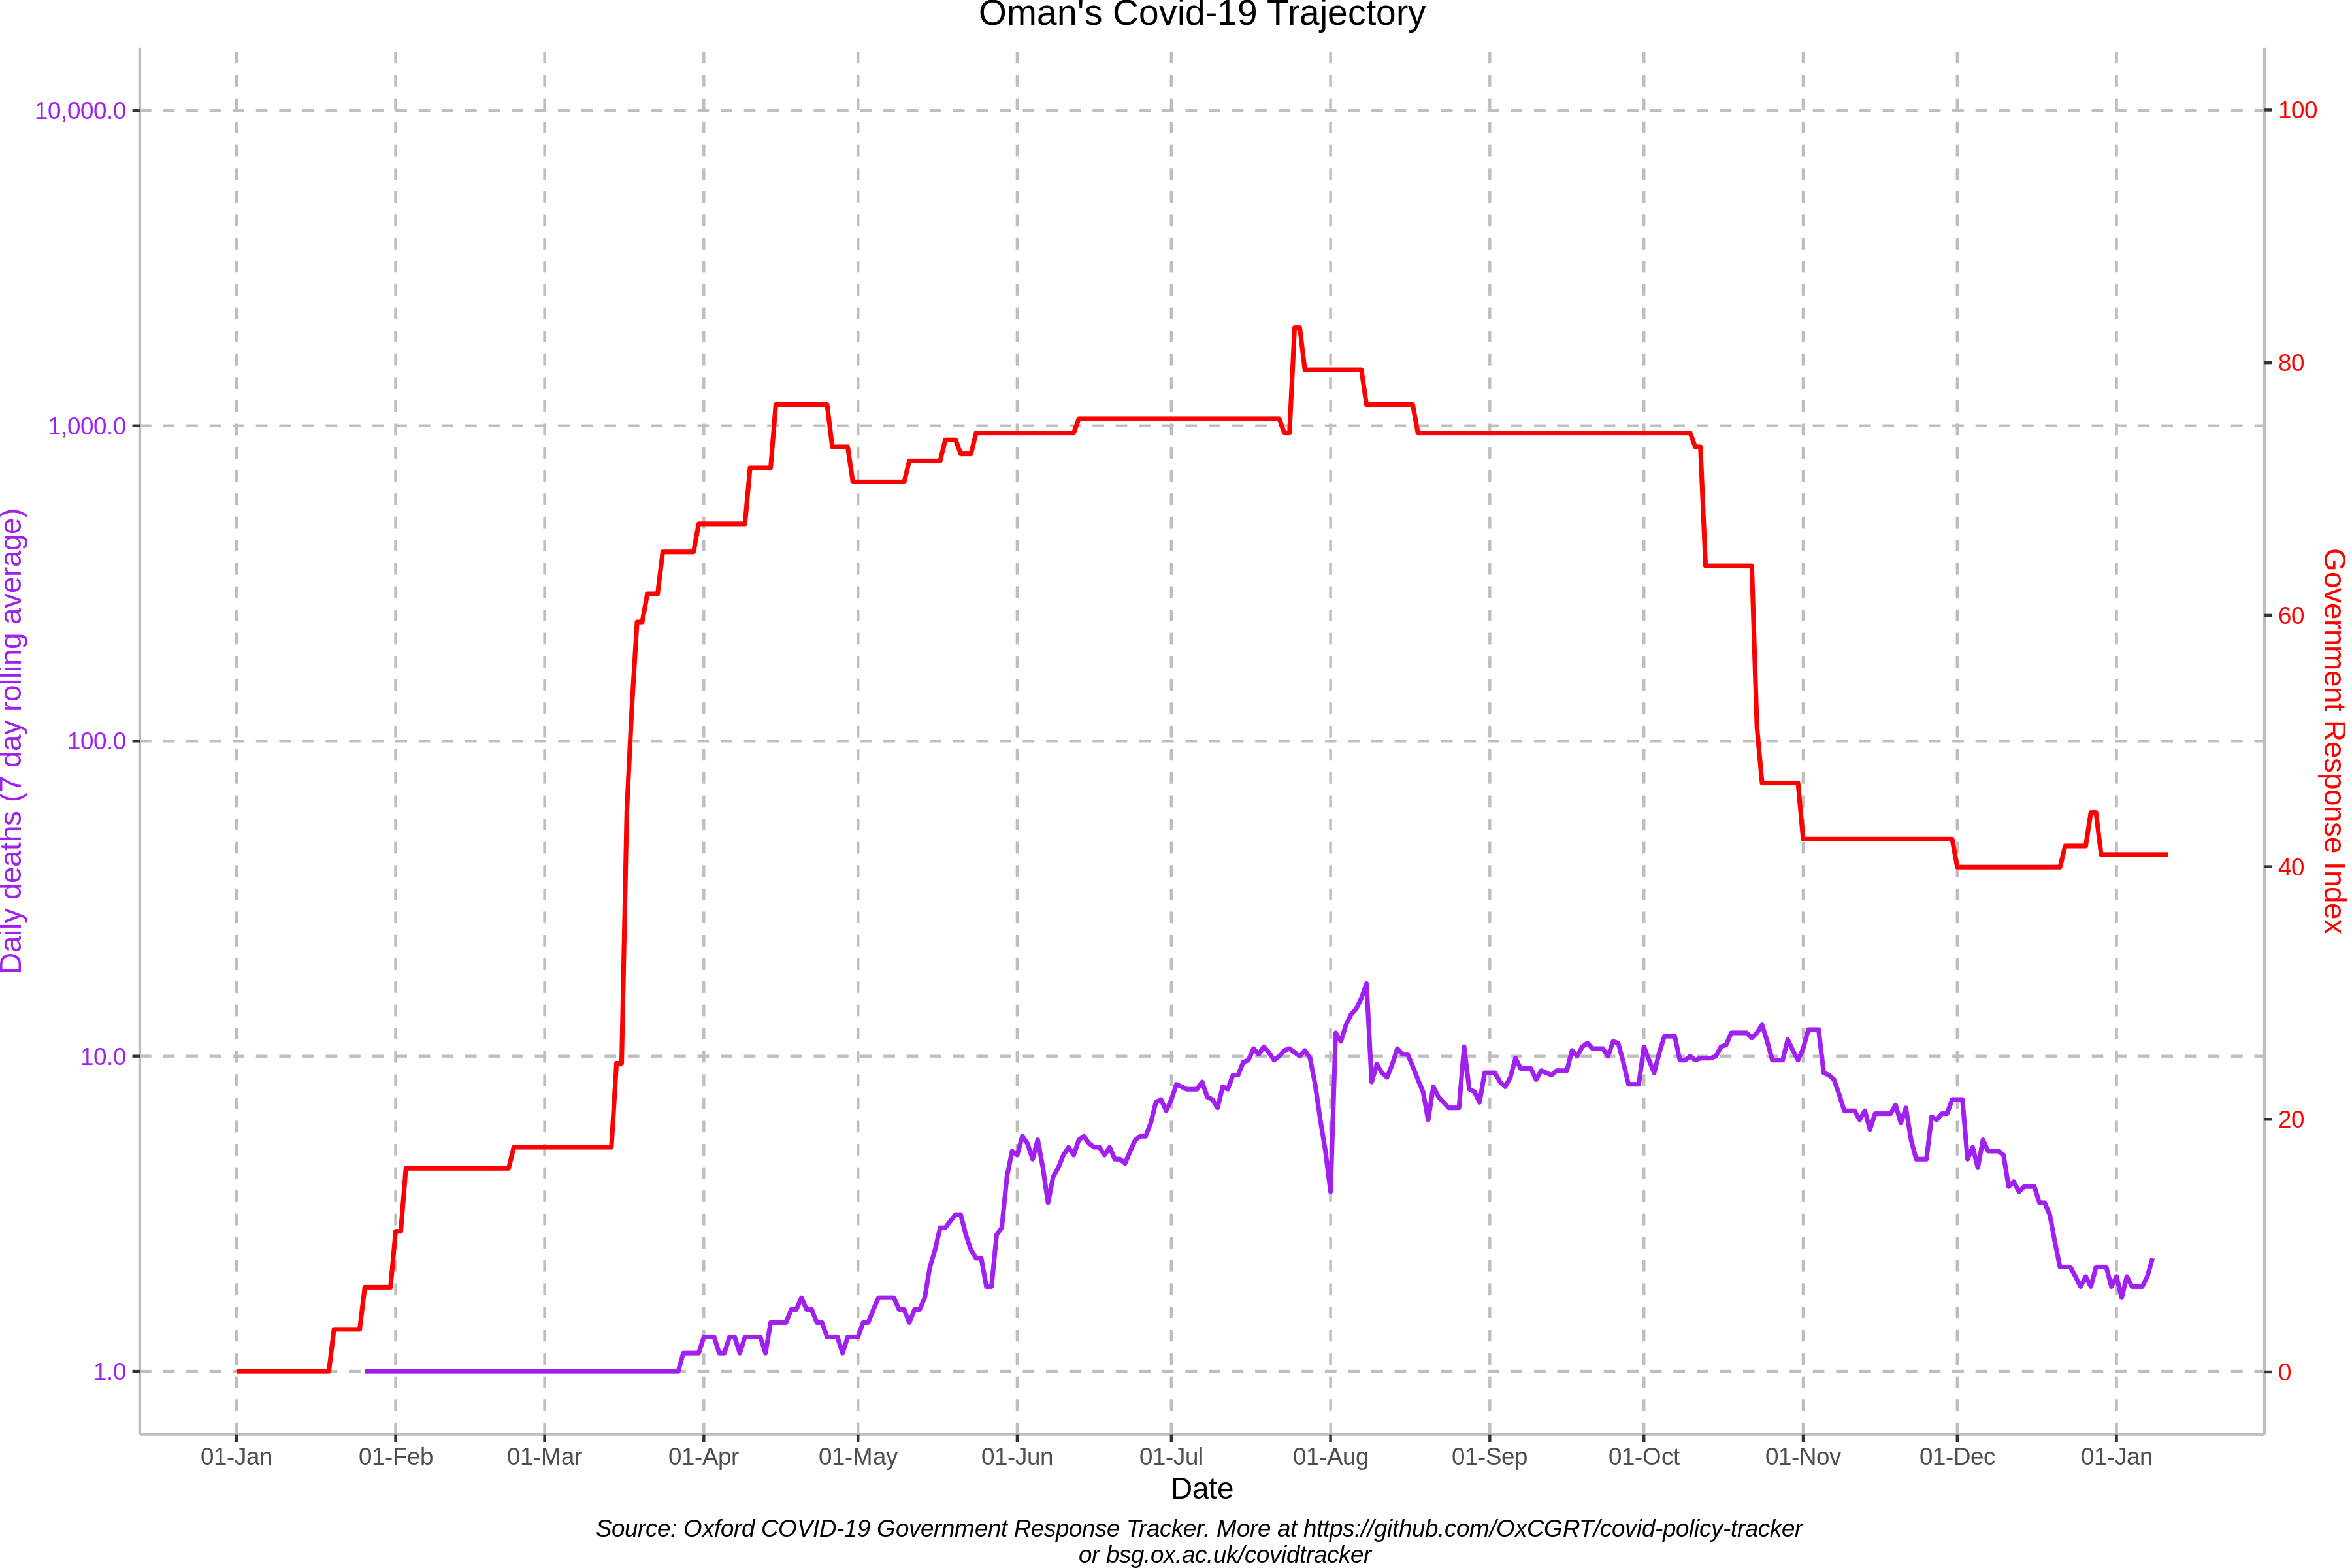 Oman's Covid-19 Trajectory
10,000.0
1,000.0
100.0
10.0
1.0
Daily deaths (7 day rolling average)
100
80
60
40
20
0
Government Response Index
01-Jan 01-Feb 01-Mar 01-Apr 01-May 01-Jun 01-Jul 01-Aug 01-Sep 01-Oct 01-Nov 01-Dec 01-Jan
Date
Source: Oxford COVID-19 Government Response Tracker. More at https://github.com/OxCGRT/covid-policy-tracker
or bsg.ox.ac.uk/covidtracker